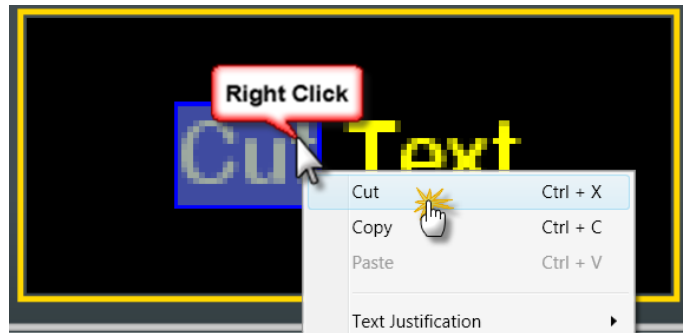 Right Click
Cut Text
Cut Ctrl + X
Copy Ctrl + C
Paste Ctrl + V
Text Justification